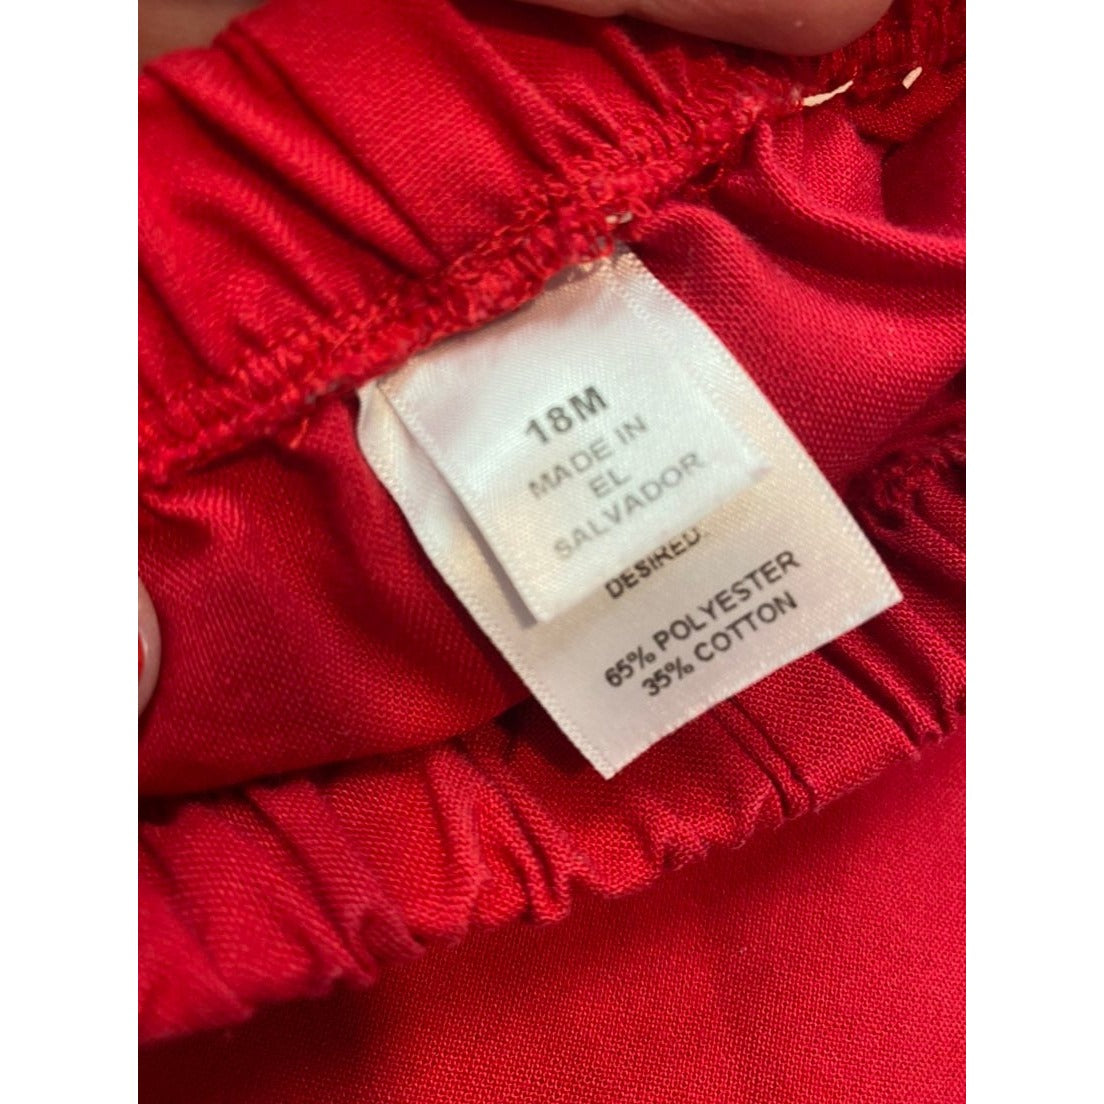 18M
MADE IN
EL
SALVADOR
DESIRED.
65% POLYESTER
35% COTTON